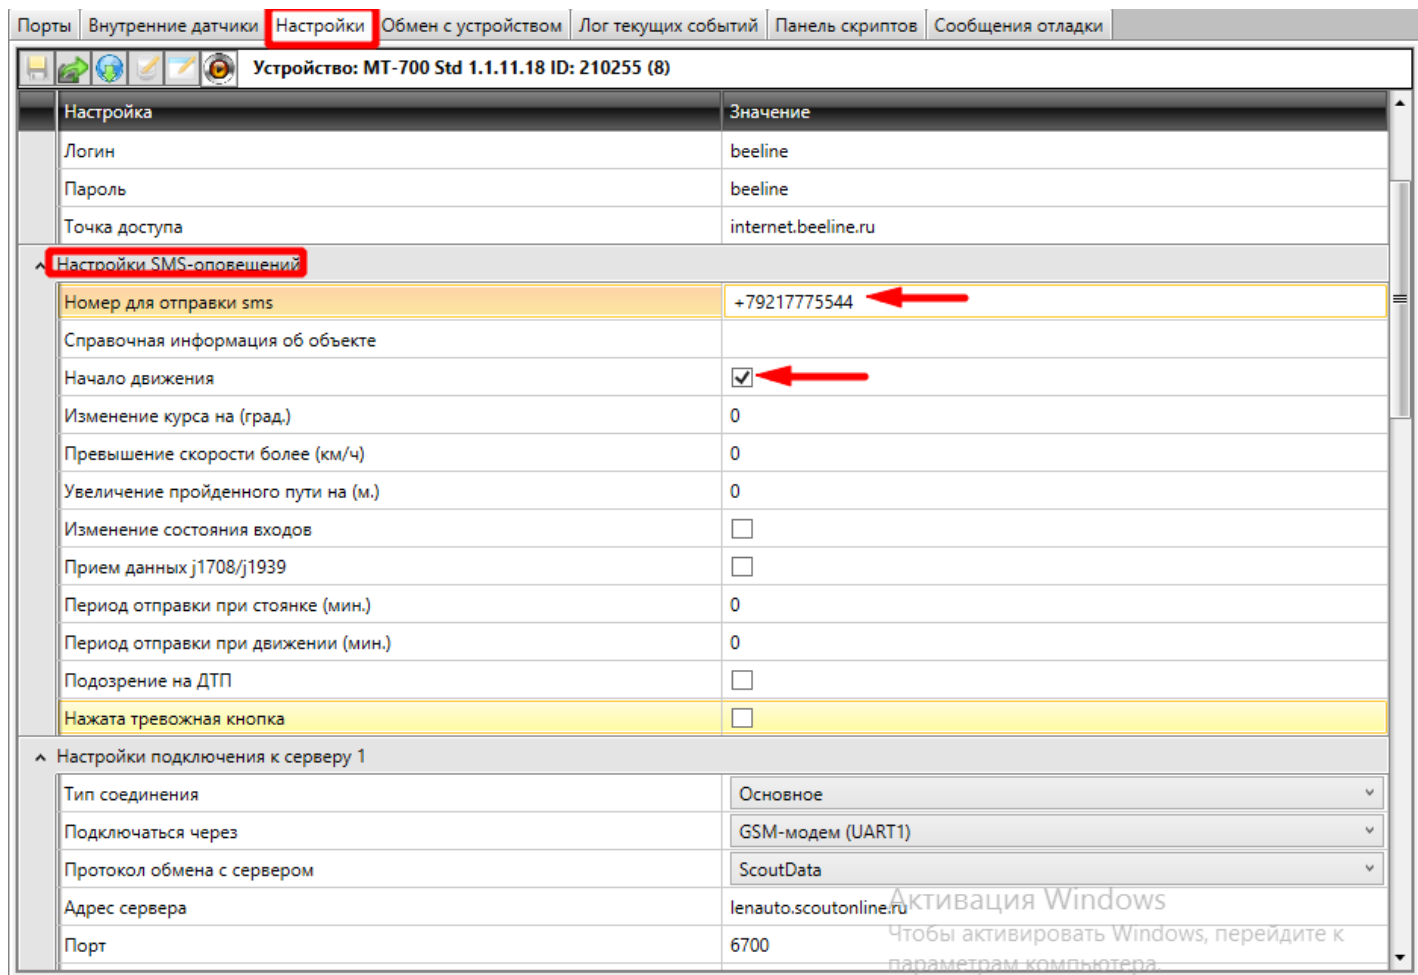 Порты Внутренние датчики Настройки Обмен с устройством Лог текущих событий Панель скриптов Сообщения отладки
Устройство: МТ-700 Std 1.1.11.18 ID: 210255 (8)
Настройка Значение
Логин beeline
Пароль beeline
Точка доступа internet.beeline.ru
Настройки SMS-оповещений
Номер для отправки sms +79217775544
Справочная информация об объекте
Начало движения
Изменение курса на (град.) 0
Превышение скорости более (км/ч) 0
Увеличение пройденного пути на (м.) 0
Изменение состояния входов
Прием данных j1708/j1939
Период отправки при стоянке (мин.) 0
Период отправки при движении (мин.) 0
Подозрение на ДТП
Нажата тревожная кнопка
Настройки подключения к серверу 1
Тип соединения Основное
Подключаться через GSM-модем (UART1)
Протокол обмена с сервером ScoutData
Адрес сервера lenauto.scoutonline.ru
Активация Windows
Чтобы активировать Windows, перейдите к
Порт 6700
параметрам компьютера.